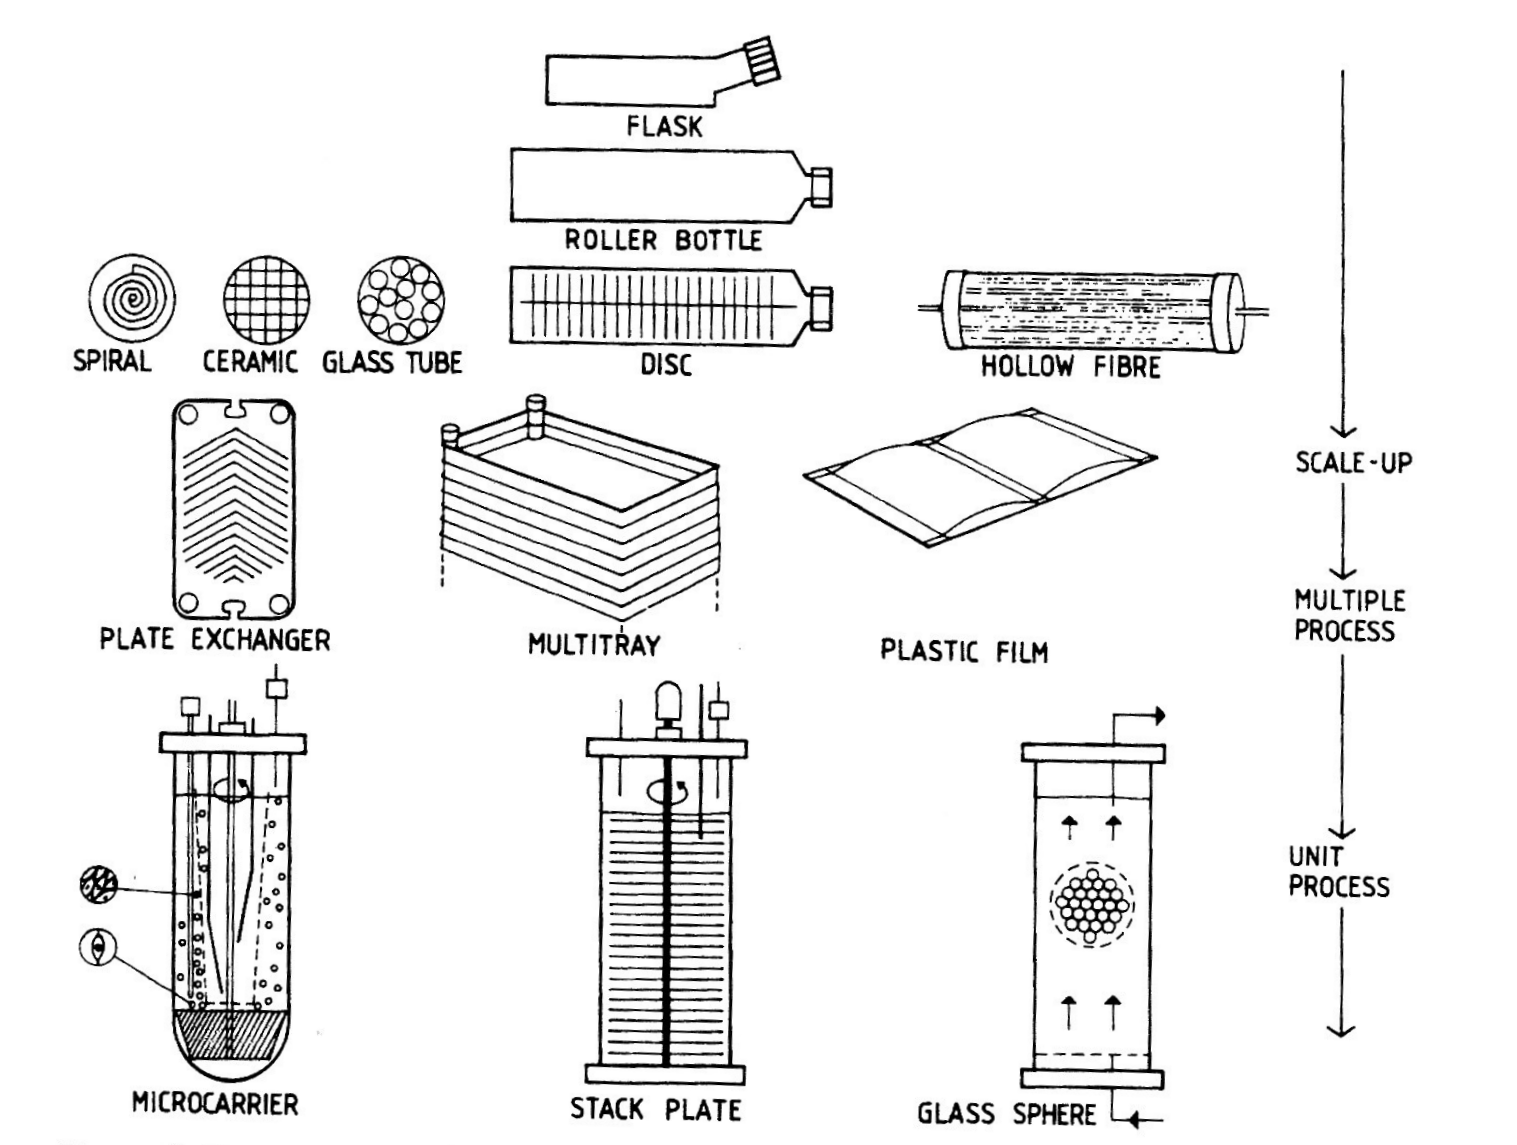 FLASK
ROLLER BOTTLE
SPIRAL
CERAMIC
GLASS TUBE
DISC
HOLLOW FIBRE
SCALE-UP
PLATE EXCHANGER
MULTITRAY
PLASTIC FILM
MULTIPLE
PROCESS
UNIT
PROCESS
MICROCARRIER
STACK PLATE
GLASS SPHERE